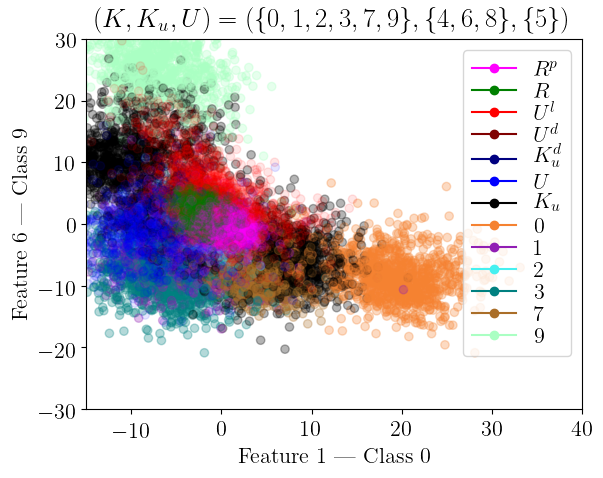 (K, K_u, U) = ({0, 1, 2, 3, 7, 9}, {4, 6, 8}, {5})
30
20
10
0
−10
−20
−30
Feature 6 — Class 9
R^p
R
U^l
U^d
K_u^d
U
K_u
0
1
2
3
7
9
−10
0
10
20
30
40
Feature 1 — Class 0